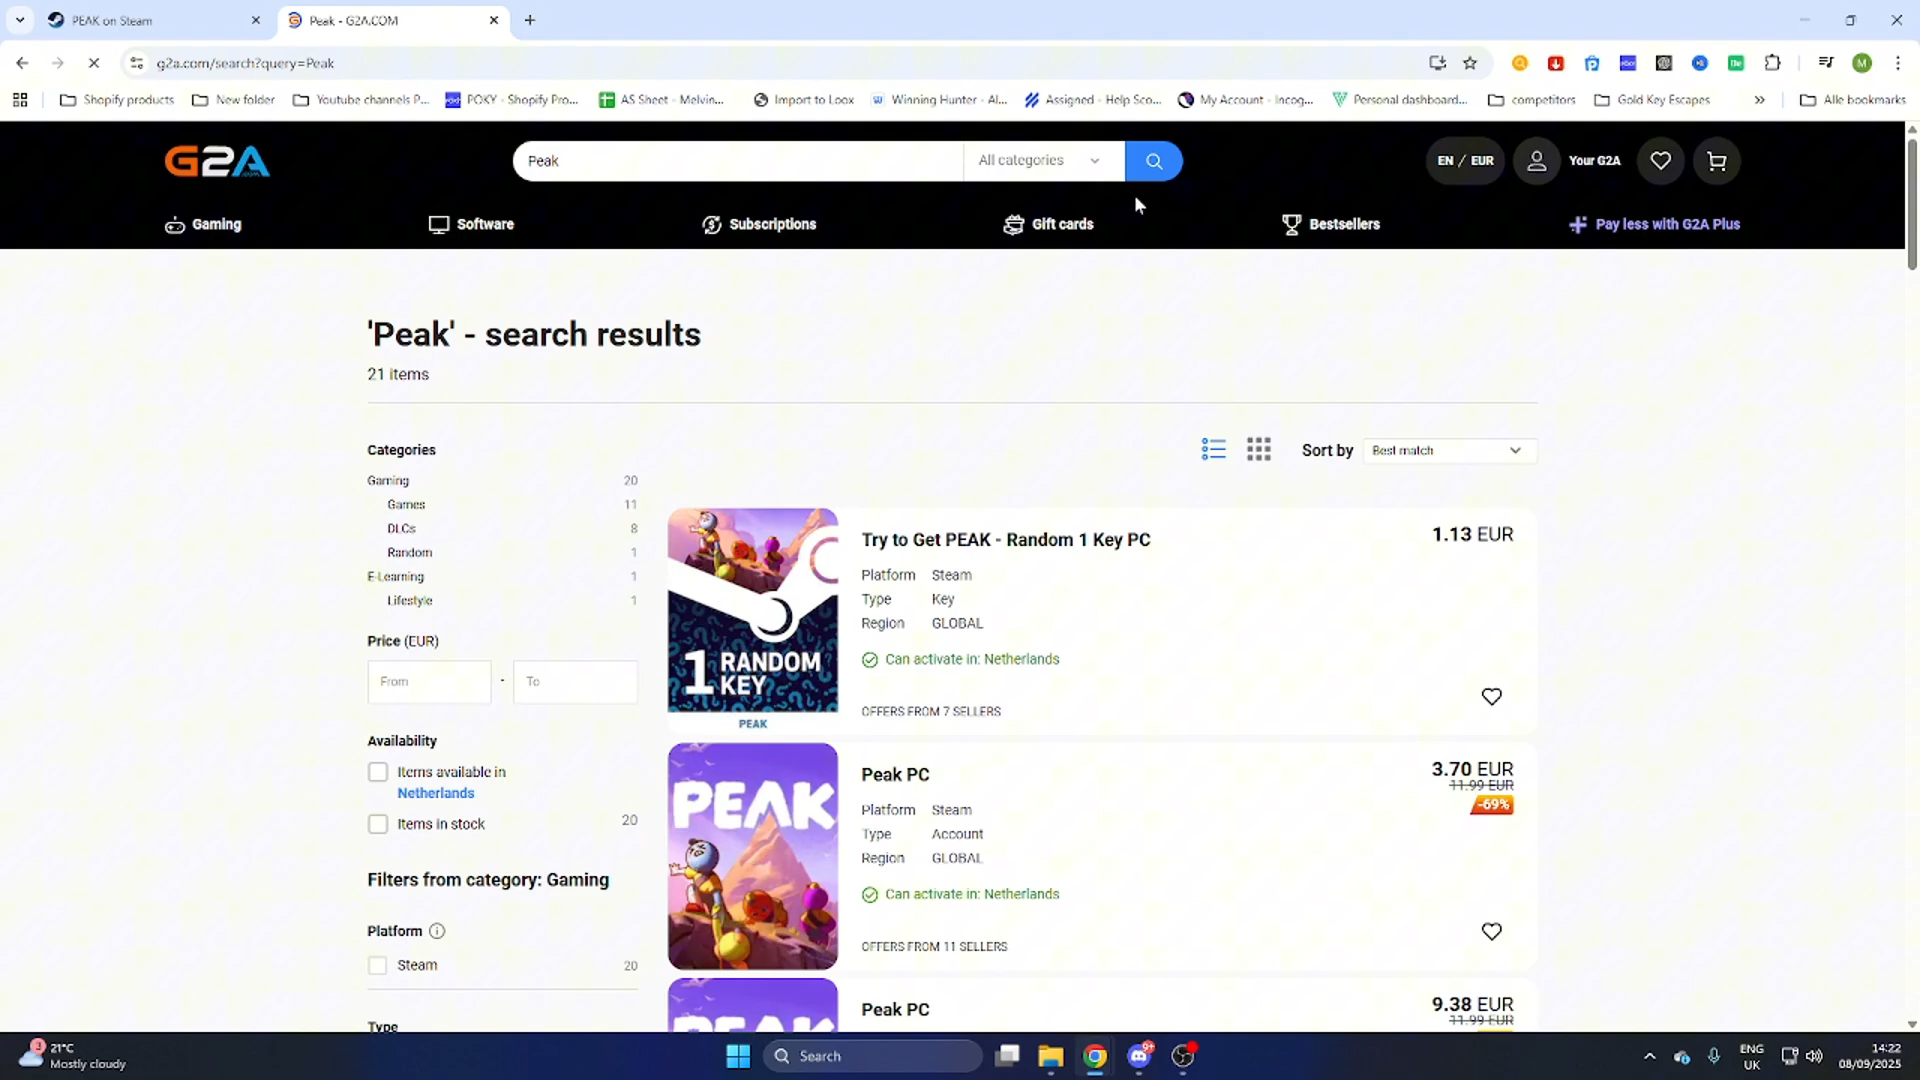 PEAK on Steam
Peak - G2A.COM
g2a.com/search?query=Peak
Shopify products
New folder
Youtube channels P...
POKY - Shopify Pro...
AS Sheet - Melvin...
Import to Loox
Winning Hunter - AI...
Assigned - Help Sco...
My Account - Incog...
Personal dashboard...
competitors
Gold Key Escapes
»
Alle bookmarks
G2A
.COM
Peak
All categories
EN / EUR
Your G2A
Gaming
Software
Subscriptions
Gift cards
Bestsellers
Pay less with G2A Plus
'Peak' - search results
21 items
Sort by
Best match
Categories
Gaming 20
Games 11
DLCs 8
Random 1
E-Learning 1
Lifestyle 1
Price (EUR)
From
-
To
Availability
Items available in
Netherlands
Items in stock 20
Filters from category: Gaming
Platform
Steam 20
Type
1 RANDOM
KEY
PEAK
Try to Get PEAK - Random 1 Key PC
1.13 EUR
Platform Steam
Type Key
Region GLOBAL
Can activate in: Netherlands
OFFERS FROM 7 SELLERS
PEAK
Peak PC
3.70 EUR
11.99 EUR
-69%
Platform Steam
Type Account
Region GLOBAL
Can activate in: Netherlands
OFFERS FROM 11 SELLERS
PEAK
Peak PC
9.38 EUR
11.99 EUR
3
21°C
Mostly cloudy
Search
9+
ENG
UK
14:22
08/09/2025
M